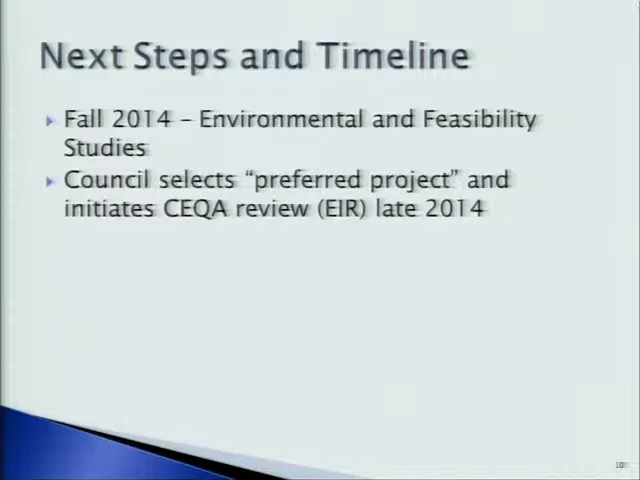 Next Steps and Timeline
Fall 2014 – Environmental and Feasibility
Studies
Council selects “preferred project” and
initiates CEQA review (EIR) late 2014
10